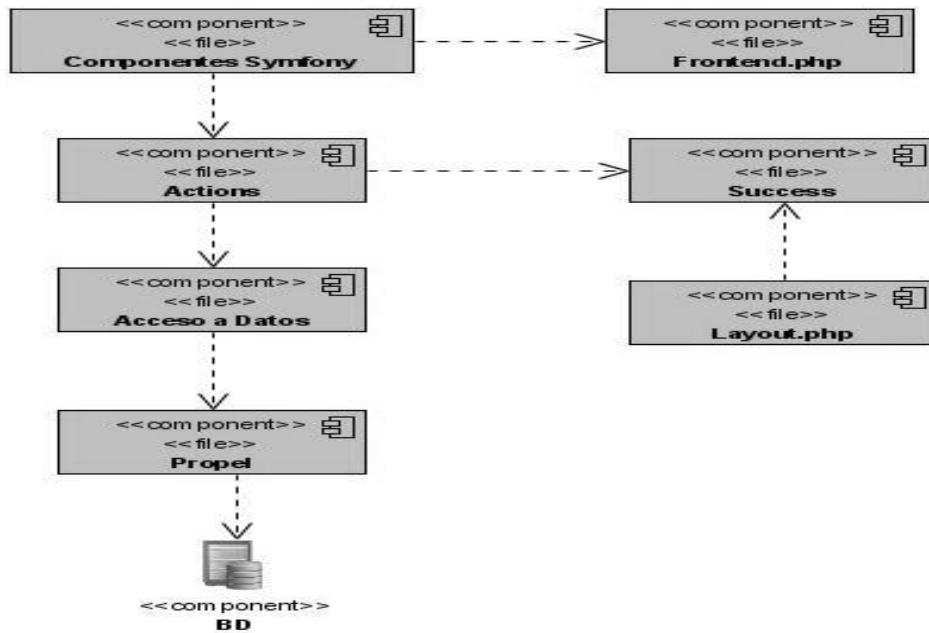 <<component>>
<<file>>
Componentes Symfony
<<component>>
<<file>>
Frontend.php
<<component>>
<<file>>
Actions
<<component>>
<<file>>
Success
<<component>>
<<file>>
Acceso a Datos
<<component>>
<<file>>
Layout.php
<<component>>
<<file>>
Propel
<<component>>
BD